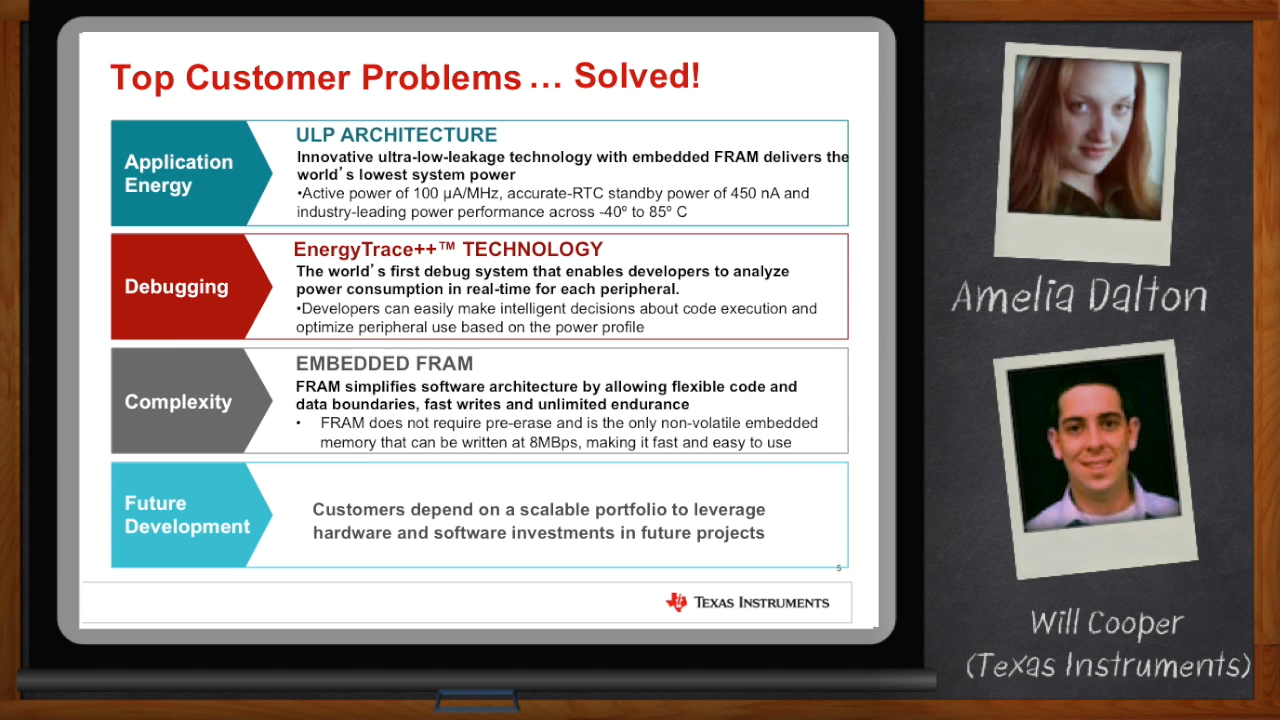 Top Customer Problems … Solved!
Application
Energy
ULP ARCHITECTURE
Innovative ultra-low-leakage technology with embedded FRAM delivers the
world’s lowest system power
•Active power of 100 µA/MHz, accurate-RTC standby power of 450 nA and
industry-leading power performance across -40º to 85º C
Debugging
EnergyTrace++™ TECHNOLOGY
The world’s first debug system that enables developers to analyze
power consumption in real-time for each peripheral.
•Developers can easily make intelligent decisions about code execution and
optimize peripheral use based on the power profile
Complexity
EMBEDDED FRAM
FRAM simplifies software architecture by allowing flexible code and
data boundaries, fast writes and unlimited endurance
• FRAM does not require pre-erase and is the only non-volatile embedded
memory that can be written at 8MBps, making it fast and easy to use
Future
Development
Customers depend on a scalable portfolio to leverage
hardware and software investments in future projects
5
TEXAS INSTRUMENTS
Amelia Dalton
Will Cooper
(Texas Instruments)